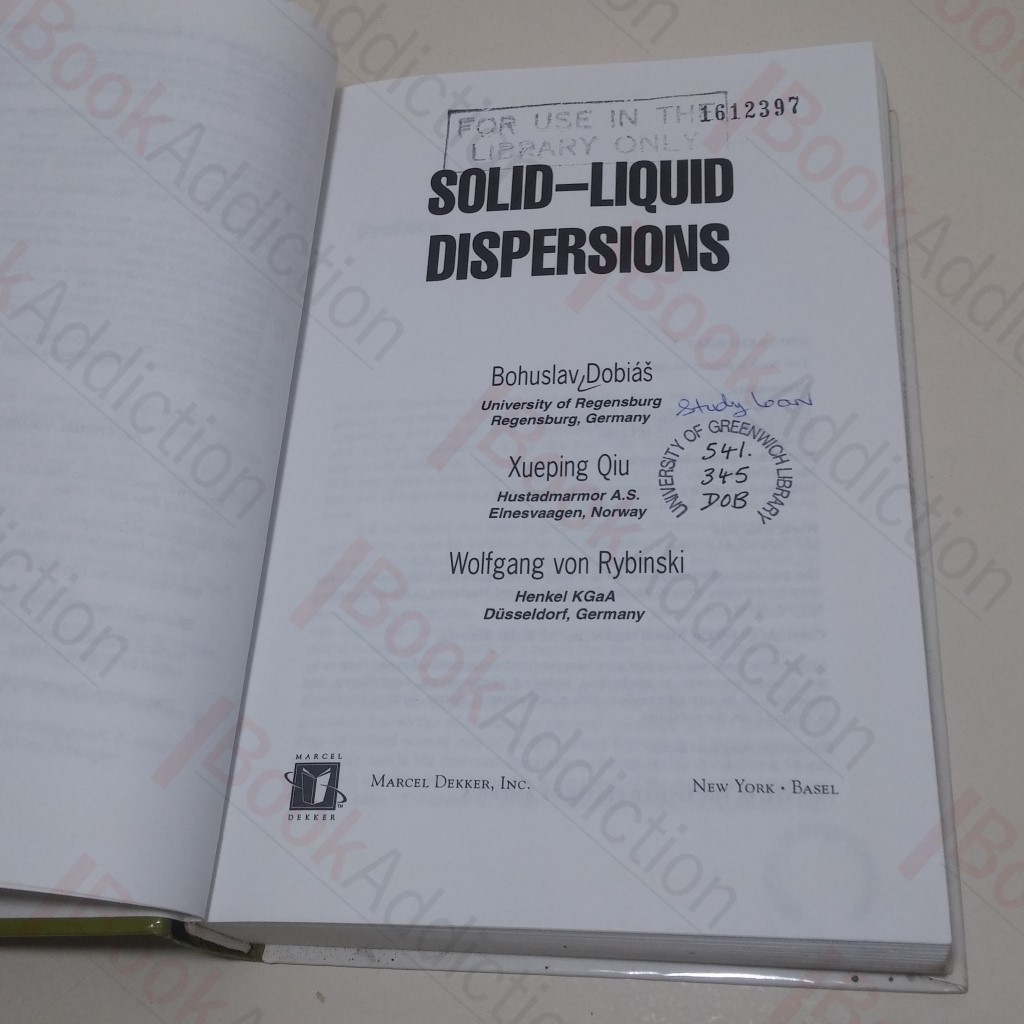 FOR USE IN THE
LIBRARY ONLY
1612397
SOLID–LIQUID
DISPERSIONS
Bohuslav Dobiáš
University of Regensburg
Regensburg, Germany
Study loan
UNIVERSITY OF GREENWICH LIBRARY
541.
345
DOB
Xueping Qiu
Hustadmarmor A.S.
Elnesvaagen, Norway
Wolfgang von Rybinski
Henkel KGaA
Düsseldorf, Germany
MARCEL
DEKKER
TM
MARCEL DEKKER, INC.
NEW YORK • BASEL
BookAddiction